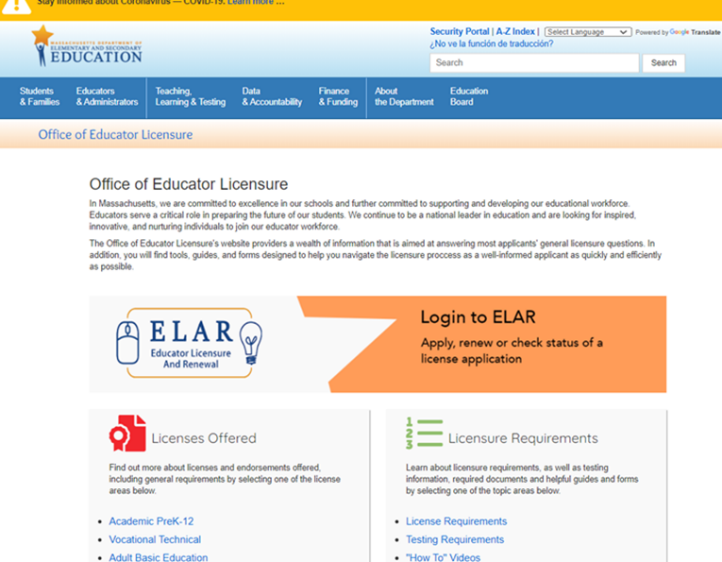 Stay Informed about Coronavirus — COVID-19. Learn more ...
Security Portal | A-Z Index | Select Language Powered by Google Translate
¿No ve la función de traducción?
MASSACHUSETTS DEPARTMENT OF
ELEMENTARY AND SECONDARY
EDUCATION
Search Search
Students & Families
Educators & Administrators
Teaching, Learning & Testing
Data & Accountability
Finance & Funding
About the Department
Education Board
Office of Educator Licensure
Office of Educator Licensure
In Massachusetts, we are committed to excellence in our schools and further committed to supporting and developing our educational workforce.
Educators serve a critical role in preparing the future of our students. We continue to be a national leader in education and are looking for inspired,
innovative, and nurturing individuals to join our educator workforce.
The Office of Educator Licensure's website providers a wealth of information that is aimed at answering most applicants' general licensure questions. In
addition, you will find tools, guides, and forms designed to help you navigate the licensure proccess as a well-informed applicant as quickly and efficiently
as possible.
ELAR
Educator Licensure
And Renewal
Login to ELAR
Apply, renew or check status of a
license application
Licenses Offered
Find out more about licenses and endorsements offered,
including general requirements by selecting one of the license
areas below.
• Academic PreK-12
• Vocational Technical
• Adult Basic Education
1
2
3
Licensure Requirements
Learn about licensure requirements, as well as testing
information, required documents and helpful guides and forms
by selecting one of the topic areas below.
• License Requirements
• Testing Requirements
• "How To" Videos